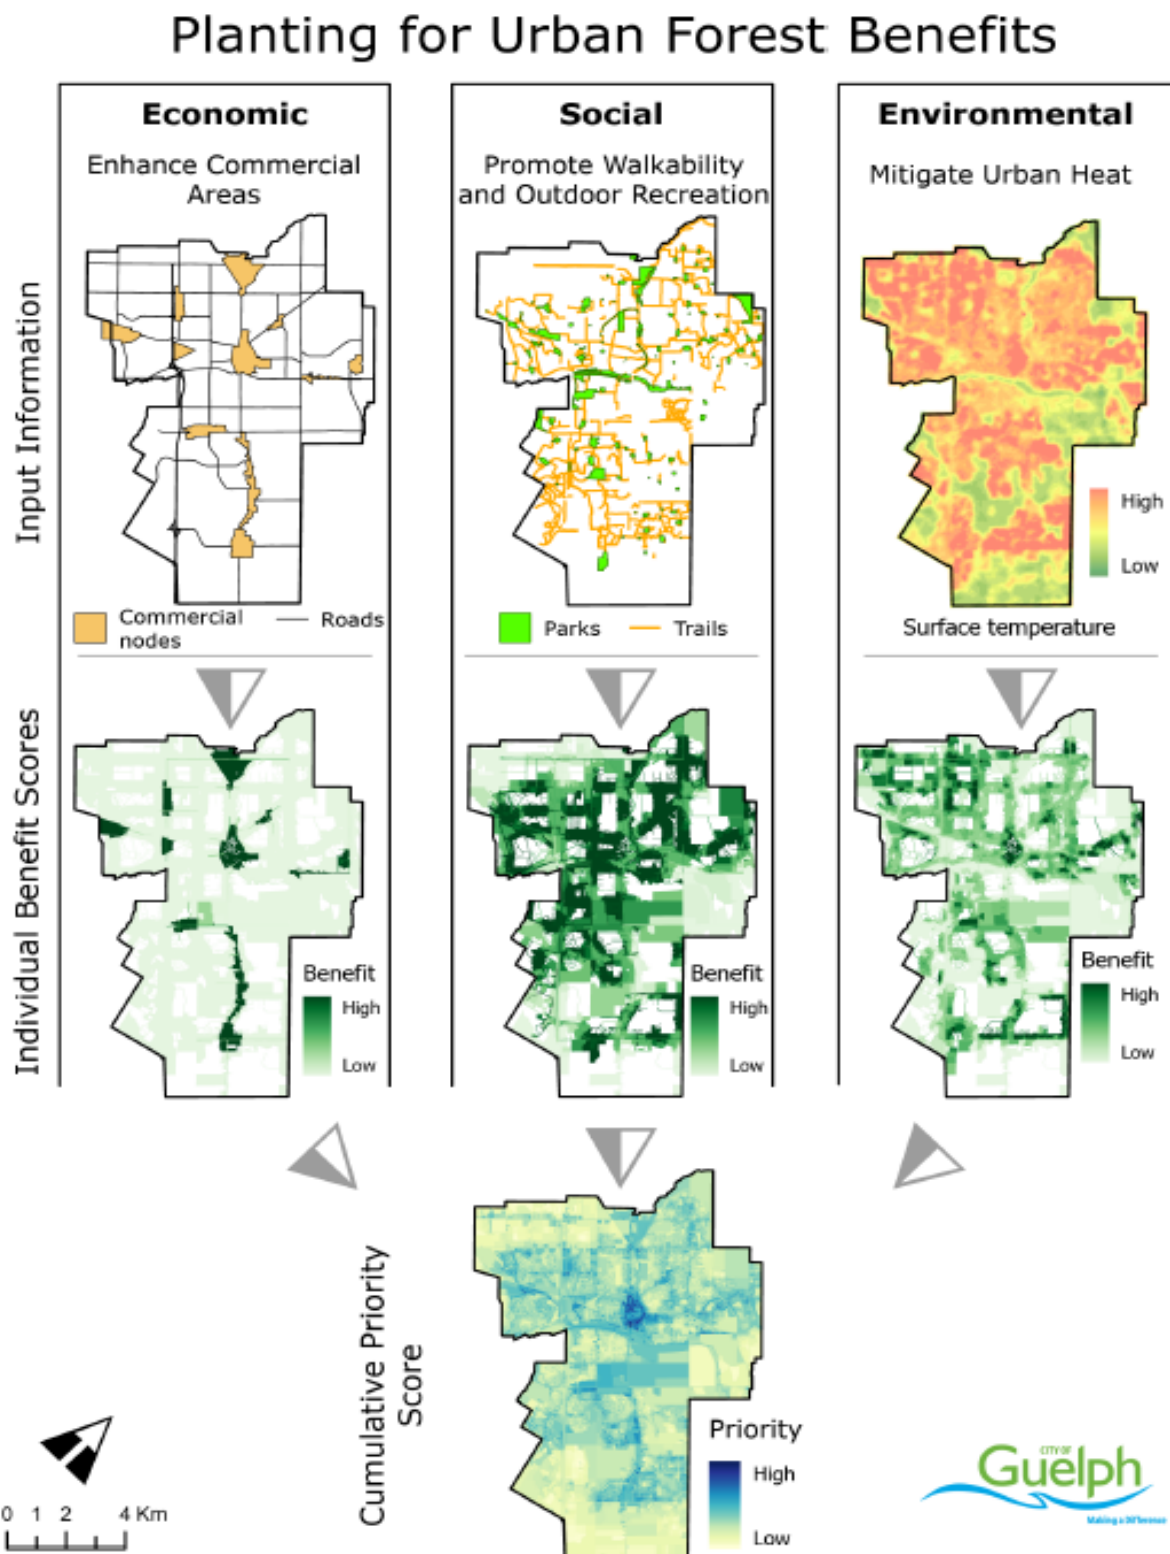 Planting for Urban Forest Benefits
Economic
Enhance Commercial
Areas
Social
Promote Walkability
and Outdoor Recreation
Environmental
Mitigate Urban Heat
Input Information
High
Low
Commercial
nodes
Roads
Parks
Trails
Surface temperature
Individual Benefit Scores
Benefit
High
Low
Benefit
High
Low
Benefit
High
Low
Cumulative Priority
Score
Priority
High
Low
0 1 2 4 Km
CITY OF
Guelph
Making a Difference